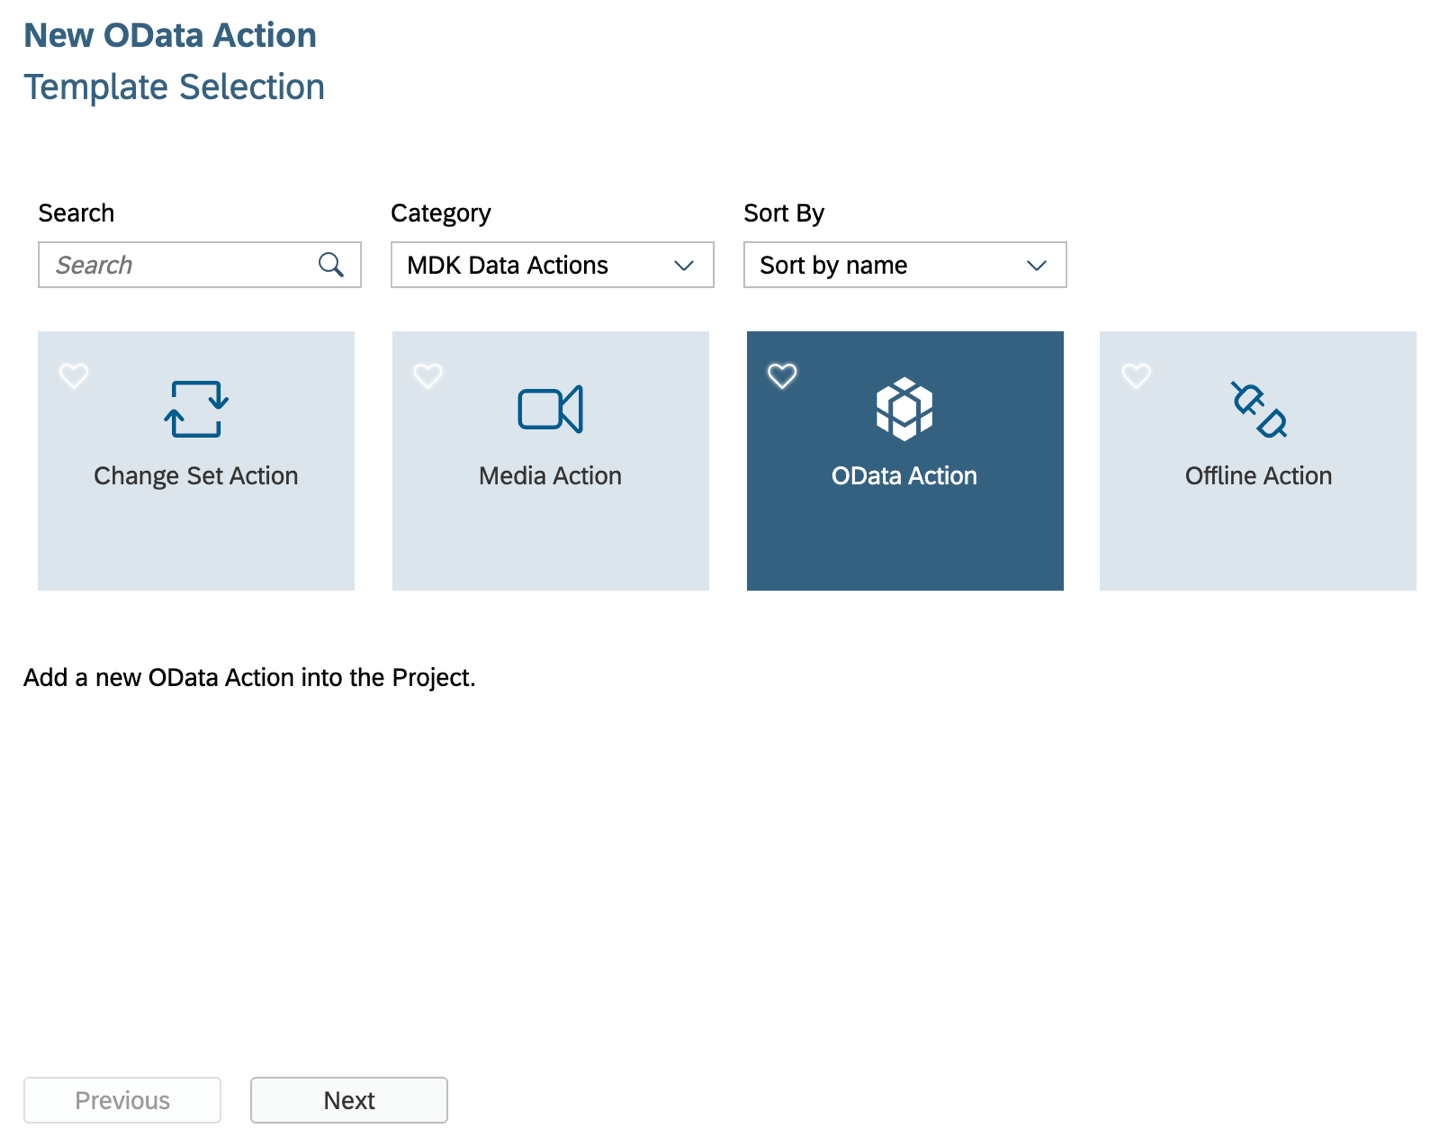 New OData Action
Template Selection
Search
Category
Sort By
Search
MDK Data Actions
Sort by name
Change Set Action
Media Action
OData Action
Offline Action
Add a new OData Action into the Project.
Previous
Next